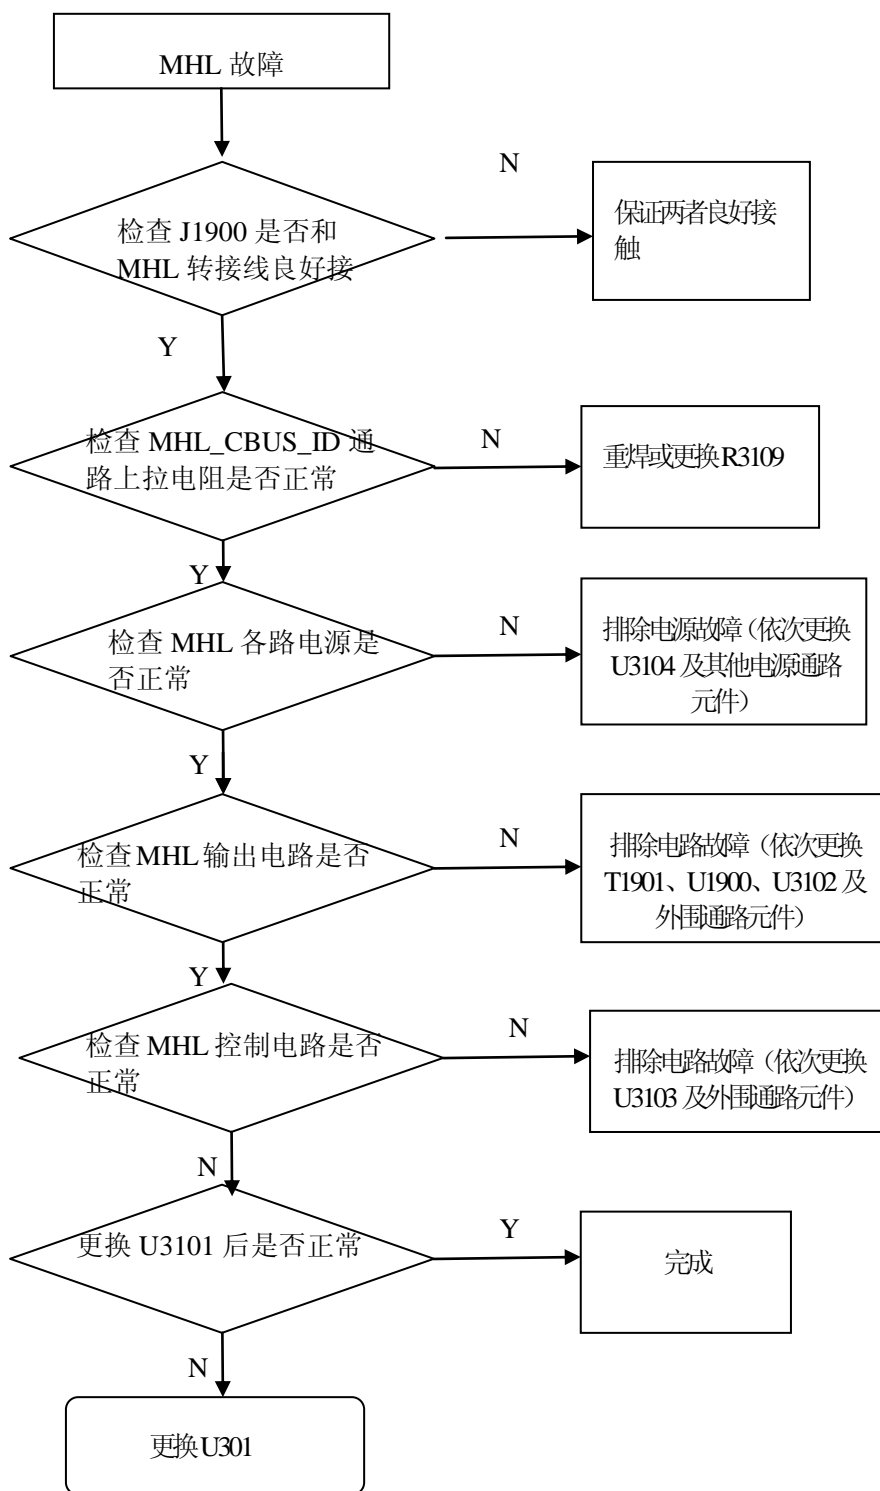 MHL 故障
N
检查 J1900 是否和
MHL 转接线良好接
保证两者良好接
触
Y
检查 MHL_CBUS_ID 通
路上拉电阻是否正常
N
重焊或更换R3109
Y
检查 MHL 各路电源是
否正常
N
排除电源故障（依次更换
U3104 及其他电源通路
元件）
Y
检查 MHL 输出电路是否
正常
N
排除电路故障（依次更换
T1901、U1900、U3102 及
外围通路元件）
Y
检查 MHL 控制电路是否
正常
N
排除电路故障（依次更换
U3103 及外围通路元件）
N
更换 U3101 后是否正常
Y
完成
N
更换U301